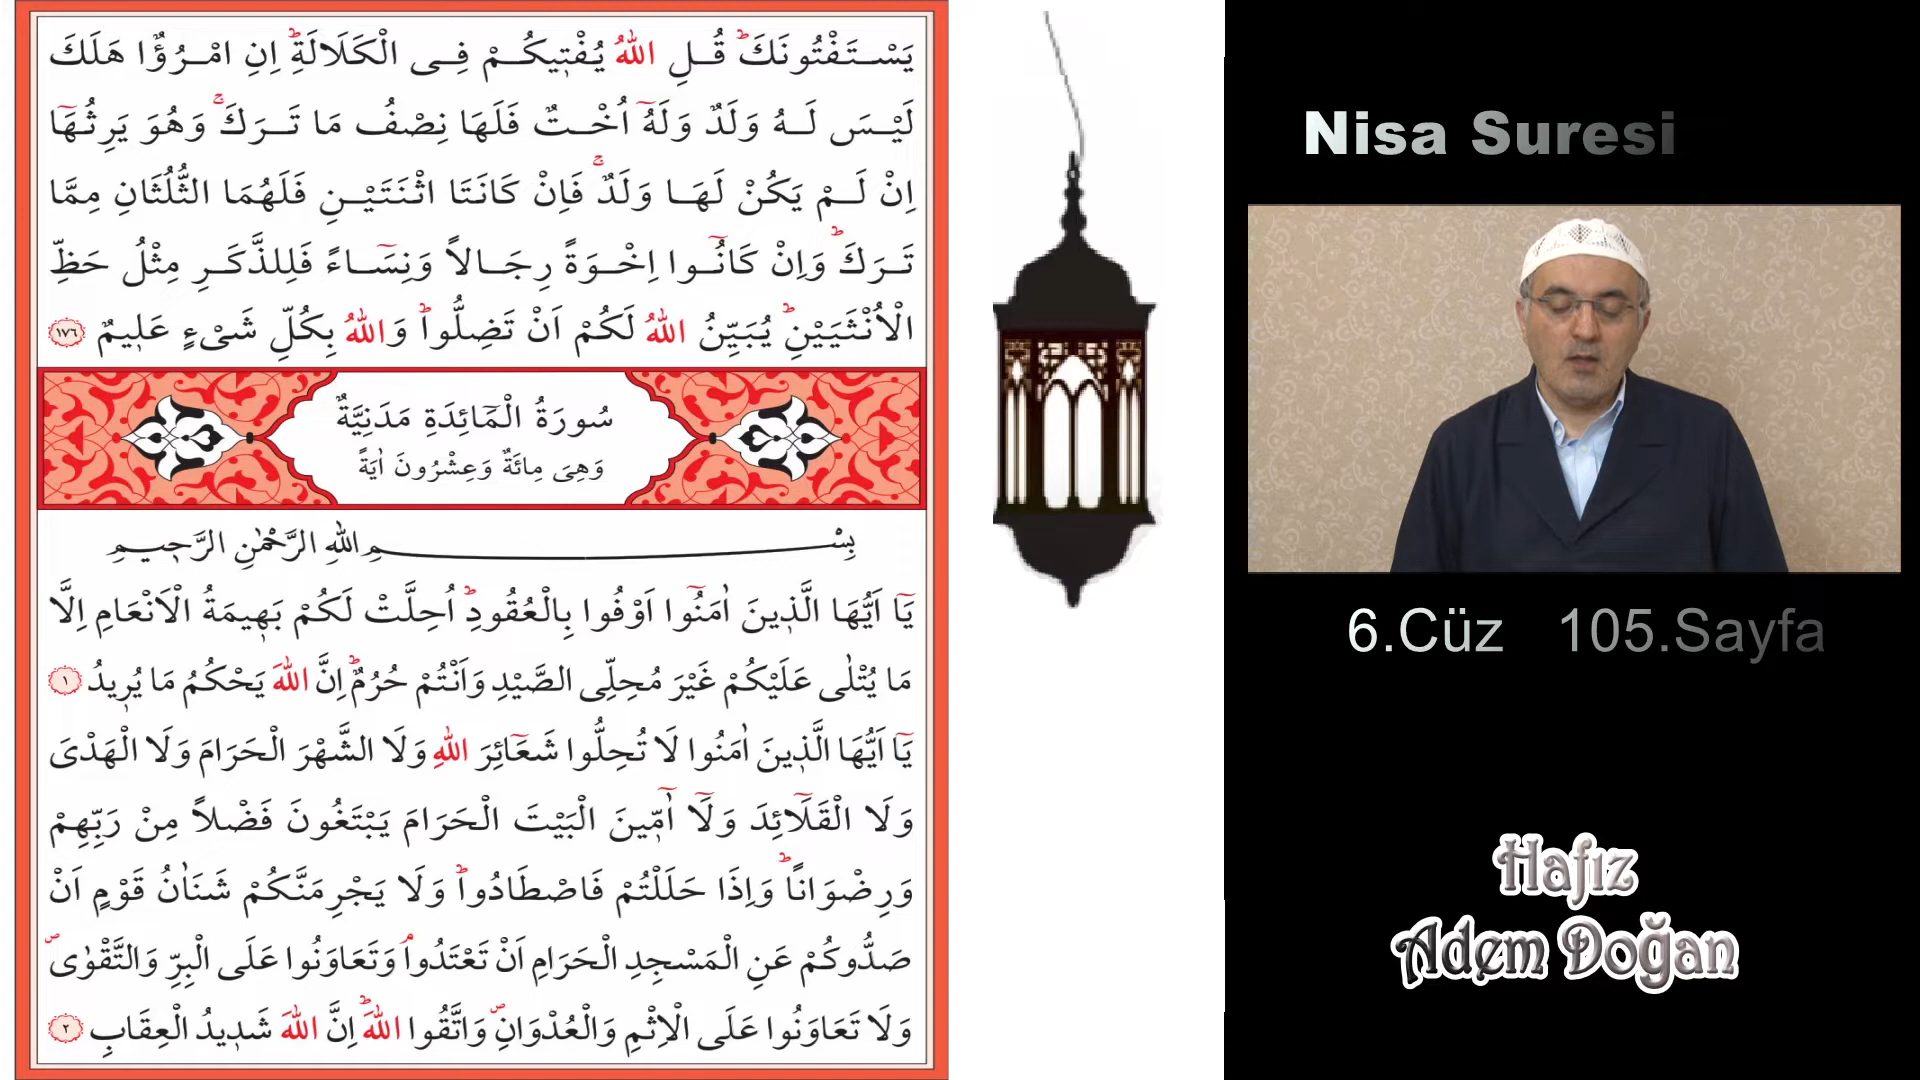 يَسْتَفْتُونَكَۜ قُلِ اللّٰهُ يُفْتٖيكُمْ فِى الْكَلَالَةِۜ اِنِ امْرُؤٌا هَلَكَ
لَيْسَ لَهُ وَلَدٌ وَلَهُٓ اُخْتٌ فَلَهَا نِصْفُ مَا تَرَكَۚ وَهُوَ يَرِثُهَٓا
اِنْ لَمْ يَكُنْ لَهَا وَلَدٌۚ فَاِنْ كَانَتَا اثْنَتَيْنِ فَلَهُمَا الثُّلُثَانِ مِمَّا
تَرَكَۜ وَاِنْ كَانُٓوا اِخْوَةً رِجَالاً وَنِسَٓاءً فَلِلذَّكَرِ مِثْلُ حَظِّ
الْاُنْثَيَيْنِۜ يُبَيِّنُ اللّٰهُ لَكُمْ اَنْ تَضِلُّواۜ وَاللّٰهُ بِكُلِّ شَىْءٍ عَلٖيمٌ ١٧٦
سُورَةُ الْمَٓائِدَةِ مَدَنِيَّةٌ
وَهِىَ مِائَةٌ وَعِشْرُونَ اٰيَةً
بِسْمِ اللّٰهِ الرَّحْمٰنِ الرَّحٖيمِ
يَٓا اَيُّهَا الَّذٖينَ اٰمَنُٓوا اَوْفُوا بِالْعُقُودِۜ اُحِلَّتْ لَكُمْ بَهٖيمَةُ الْاَنْعَامِ اِلَّا
مَا يُتْلٰى عَلَيْكُمْ غَيْرَ مُحِلِّى الصَّيْدِ وَاَنْتُمْ حُرُمٌۜ اِنَّ اللّٰهَ يَحْكُمُ مَا يُرٖيدُ ١
يَٓا اَيُّهَا الَّذٖينَ اٰمَنُوا لَا تُحِلُّوا شَعَٓائِرَ اللّٰهِ وَلَا الشَّهْرَ الْحَرَامَ وَلَا الْهَدْىَ
وَلَا الْقَلَٓائِدَ وَلَٓا آٰمّٖينَ الْبَيْتَ الْحَرَامَ يَبْتَغُونَ فَضْلاً مِنْ رَبِّهِمْ
وَرِضْوَاناًۜ وَاِذَا حَلَلْتُمْ فَاصْطَادُواۜ وَلَا يَجْرِمَنَّكُمْ شَنَاٰنُ قَوْمٍ اَنْ
صَدُّوكُمْ عَنِ الْمَسْجِدِ الْحَرَامِ اَنْ تَعْتَدُواۢ وَتَعَاوَنُوا عَلَى الْبِرِّ وَالتَّقْوٰىࣕ
وَلَا تَعَاوَنُوا عَلَى الْاِثْمِ وَالْعُدْوَانِࣕ وَاتَّقُوا اللّٰهَۜ اِنَّ اللّٰهَ شَدٖيدُ الْعِقَابِ ٢
Nisa Suresi
6.Cüz 105.Sayfa
Hafız
Adem Doğan